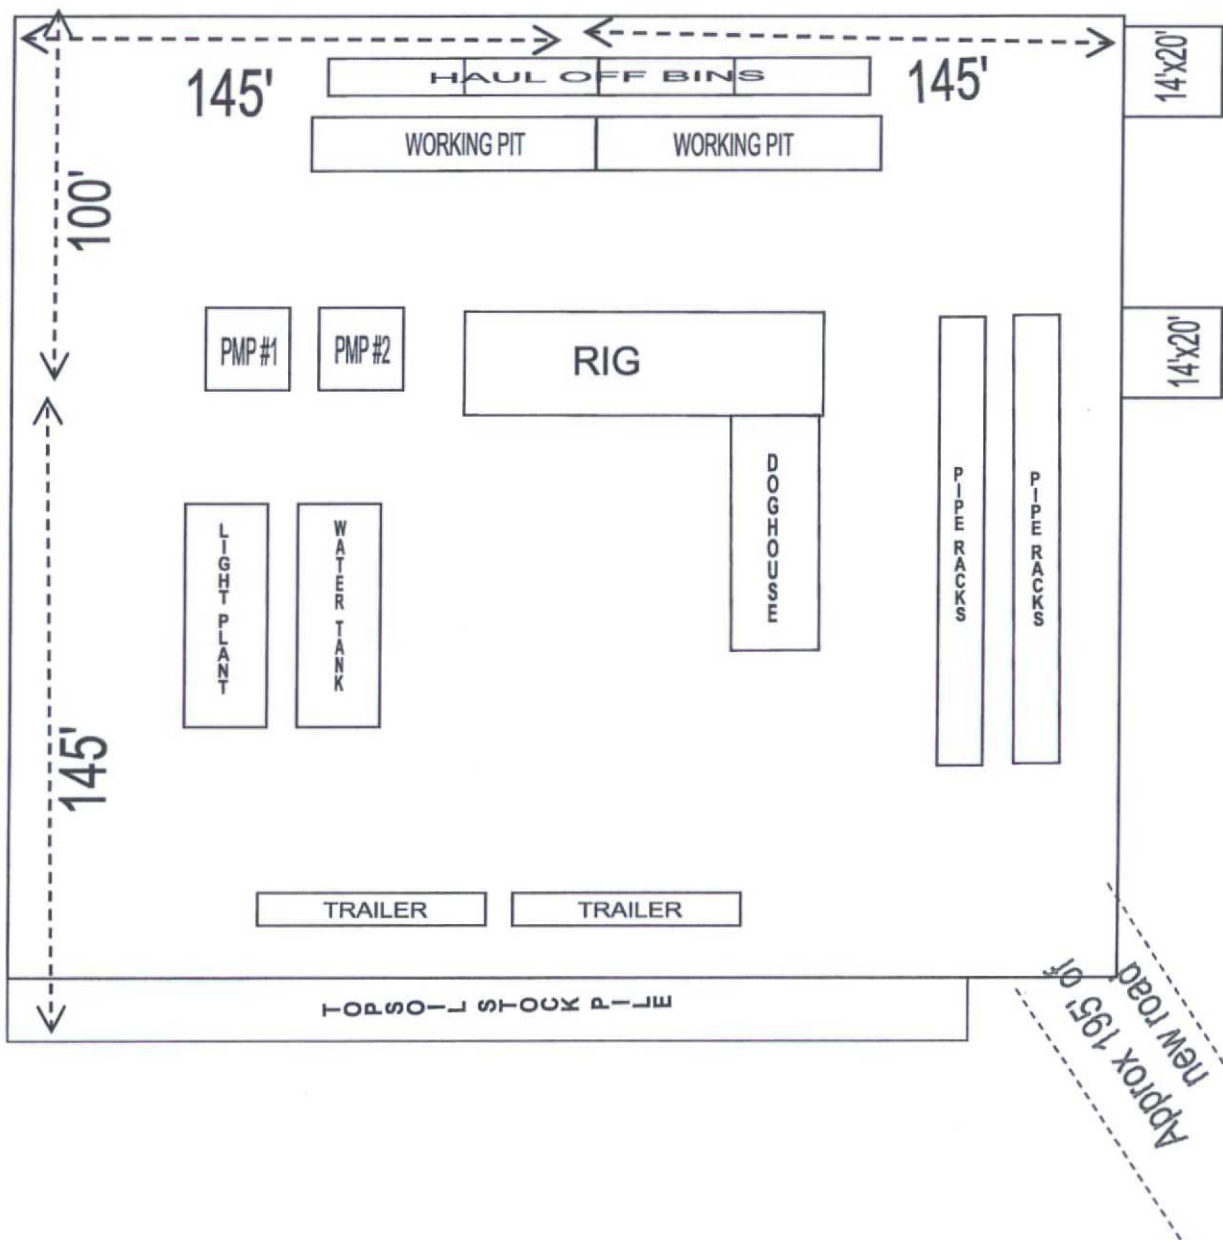 145'
HAUL OFF BINS
145'
14'x20'
WORKING PIT
WORKING PIT
100'
PMP #1
PMP #2
RIG
14'x20'
DOGHOUSE
PIPE RACKS
PIPE RACKS
LIGHT PLANT
WATER TANK
145'
TRAILER
TRAILER
TOPSOIL STOCK PILE
Approx 195' of
new road